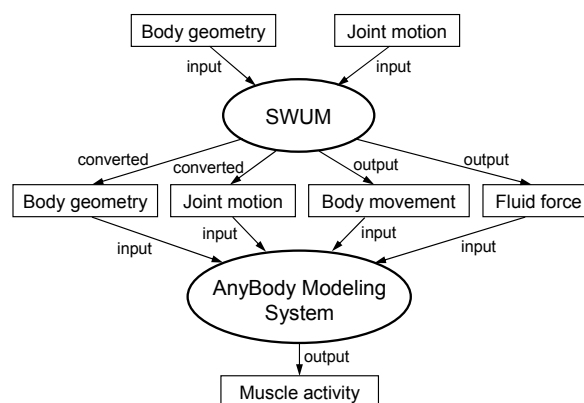 Body geometry
Joint motion
input
input
SWUM
converted
converted
output
output
Body geometry
Joint motion
Body movement
Fluid force
input
input
input
input
AnyBody Modeling
System
output
Muscle activity